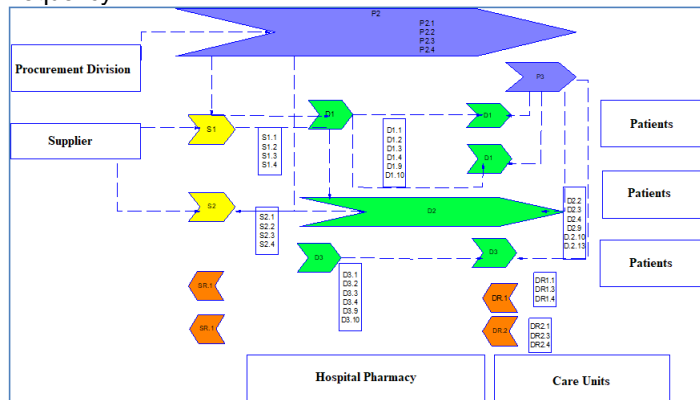 P2
P2.1
P2.2
P2.3
P2.4
Procurement Division
P3
D1
D1
Patients
S1
Supplier
S1.1
S1.2
S1.3
S1.4
D1.1
D1.2
D1.3
D1.4
D1.9
D1.10
D1
Patients
S2
S2.1
S2.2
S2.3
S2.4
D2
D2.2
D2.3
D2.4
D2.9
D.2.10
D.2.13
D3
D3
Patients
D3.1
D3.2
D3.3
D3.4
D3.9
D3.10
SR.1
DR.1
DR1.1
DR1.3
DR1.4
SR.1
DR.2
DR2.1
DR2.3
DR2.4
Hospital Pharmacy
Care Units